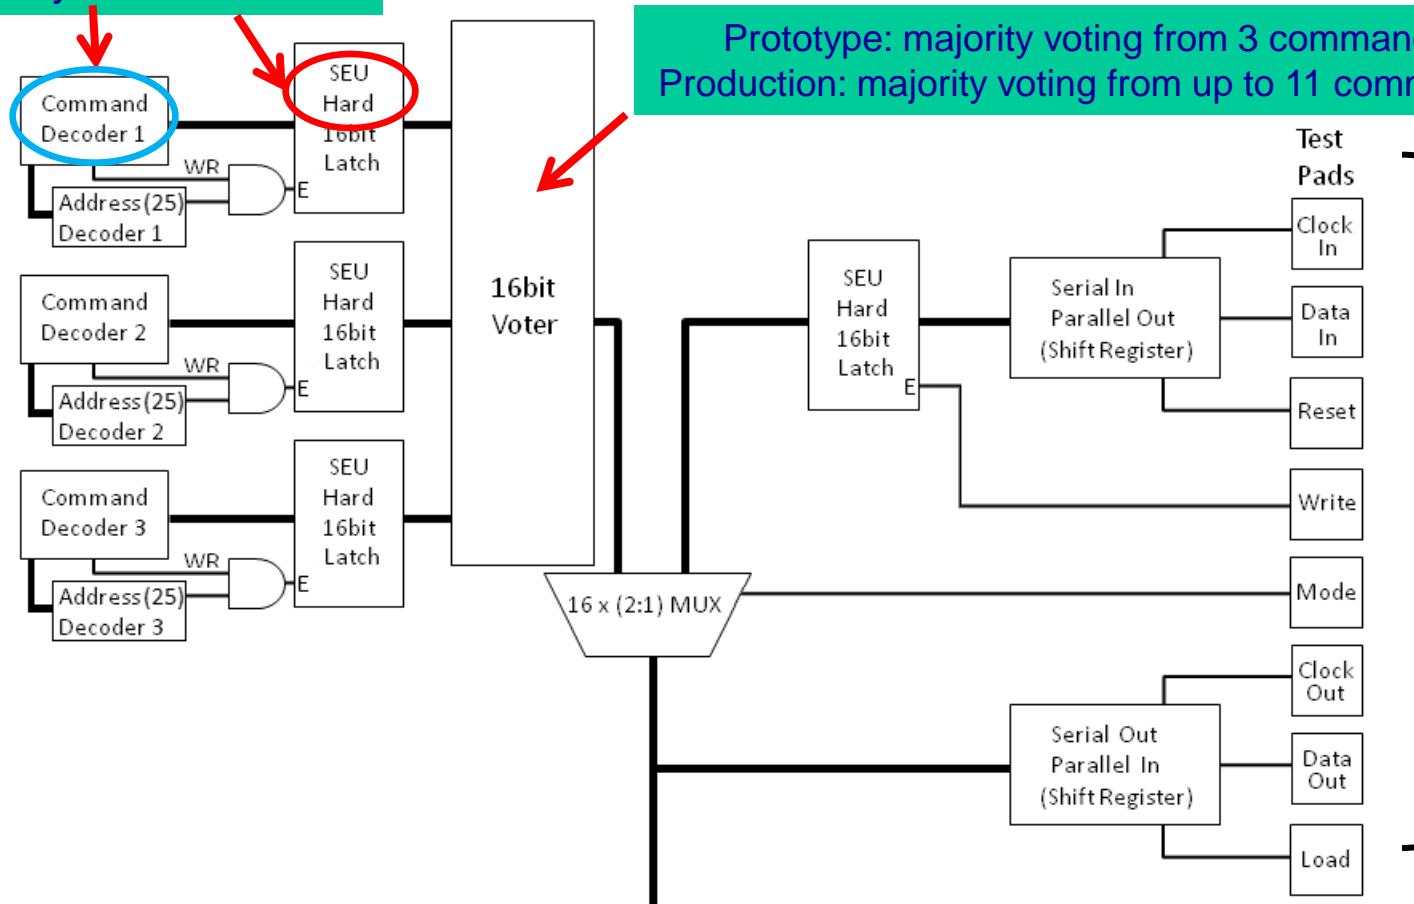 Prototype: majority voting from 3
Production: majority voting from up to 11
Command
Decoder 1
WR
Address(25)
Decoder 1
SEU
Hard
16bit
Latch
E
Command
Decoder 2
WR
Address(25)
Decoder 2
SEU
Hard
16bit
Latch
E
Command
Decoder 3
WR
Address(25)
Decoder 3
SEU
Hard
16bit
Latch
E
16bit
Voter
16 x (2:1) MUX
SEU
Hard
16bit
Latch
E
Serial In
Parallel Out
(Shift Register)
Serial Out
Parallel In
(Shift Register)
Test
Pads
Clock
In
Data
In
Reset
Write
Mode
Clock
Out
Data
Out
Load